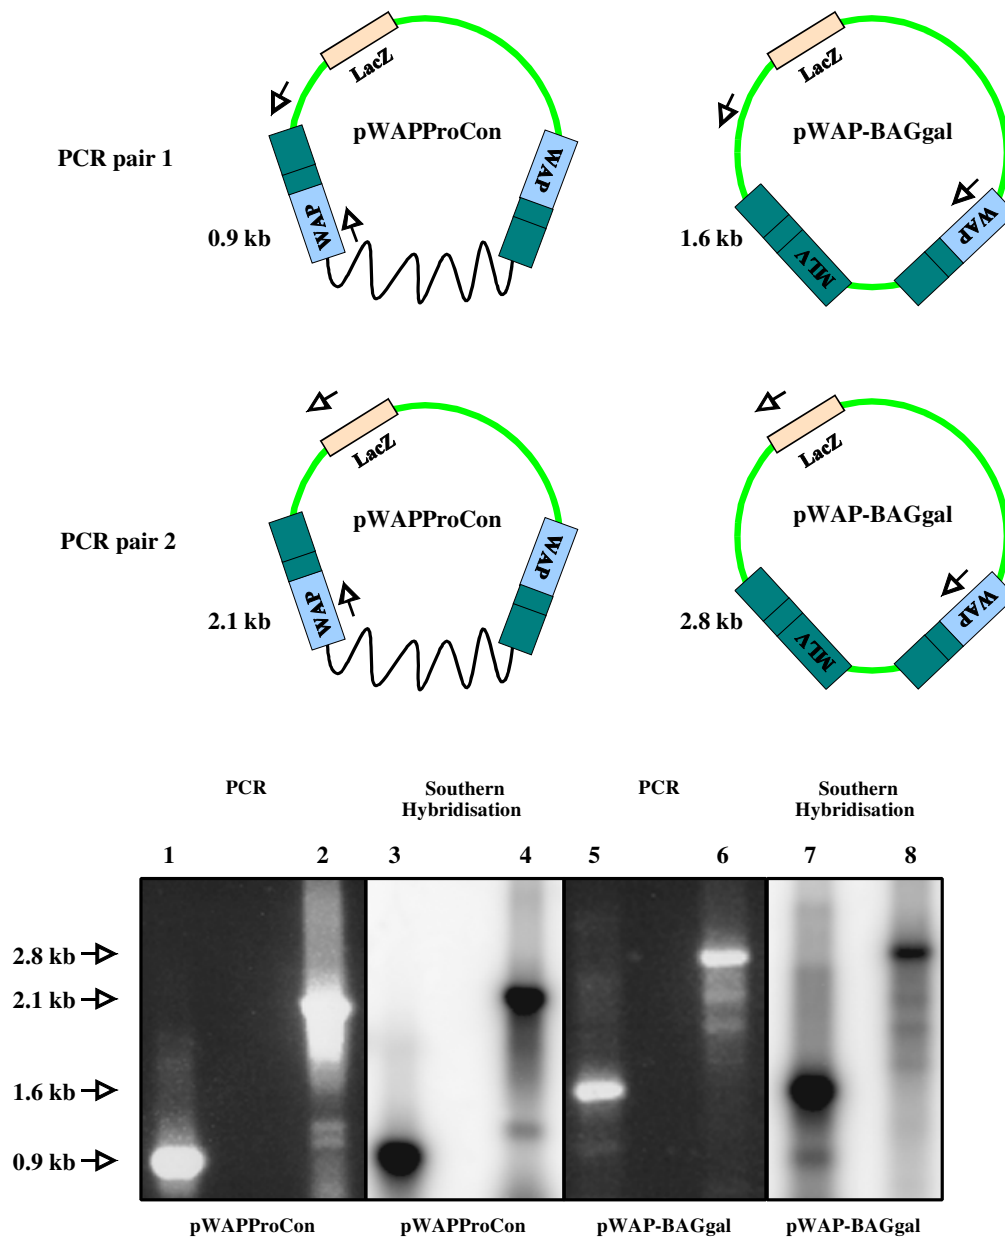 LacZ
pWAPProCon
WAP
WAP
0.9 kb
PCR pair 1
LacZ
pWAP-BAGgal
WAP
MLV
1.6 kb
LacZ
pWAPProCon
WAP
WAP
2.1 kb
PCR pair 2
LacZ
pWAP-BAGgal
WAP
MLV
2.8 kb
PCR
Southern
Hybridisation
PCR
Southern
Hybridisation
1 2 3 4 5 6 7 8
2.8 kb
2.1 kb
1.6 kb
0.9 kb
pWAPProCon pWAPProCon pWAP-BAGgal pWAP-BAGgal